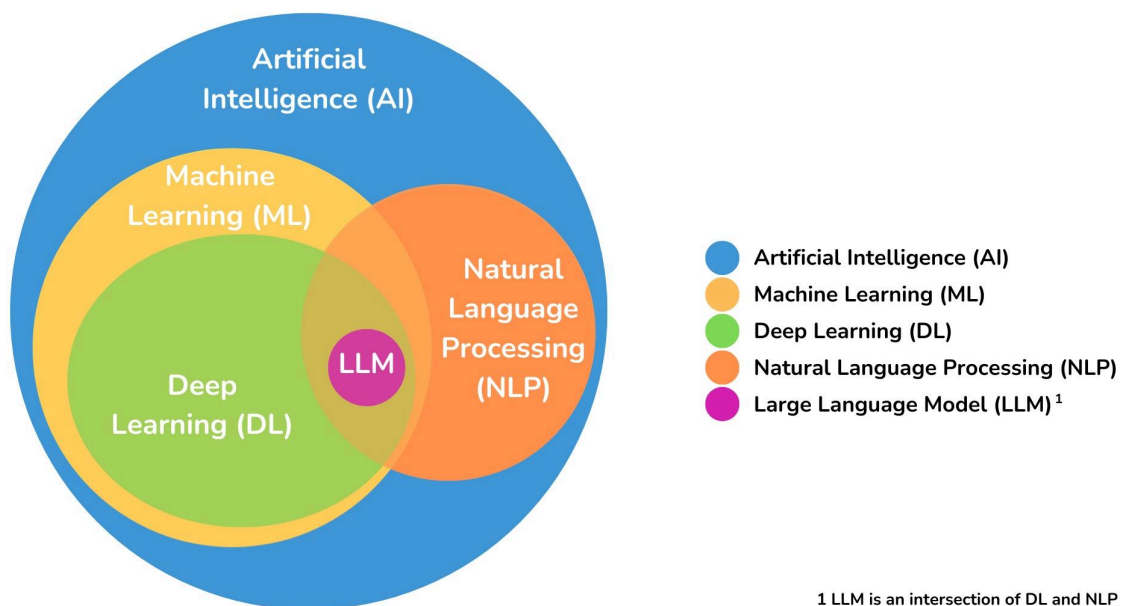 Artificial
Intelligence (AI)
Machine
Learning (ML)
Natural
Language
Processing
(NLP)
LLM
Deep
Learning (DL)
Artificial Intelligence (AI)
Machine Learning (ML)
Deep Learning (DL)
Natural Language Processing (NLP)
Large Language Model (LLM) 1
1 LLM is an intersection of DL and NLP